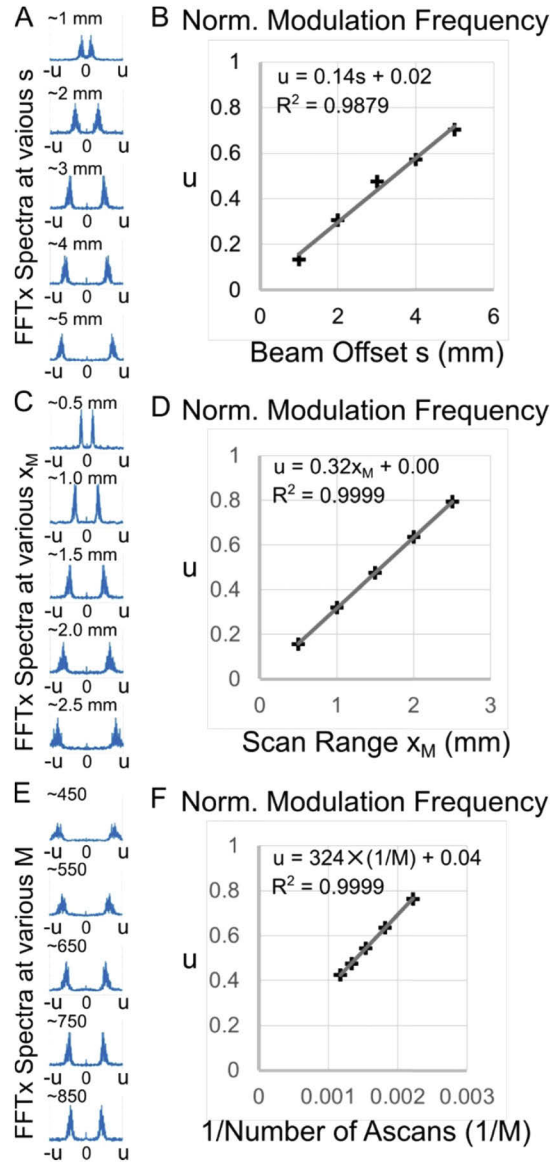 A
~1 mm
-u 0 u
~2 mm
-u 0 u
~3 mm
-u 0 u
~4 mm
-u 0 u
~5 mm
-u 0 u
FFTx Spectra at vaious s
B Norm. Modulation Frequency
u = 0.14s + 0.02
R² = 0.9879
1
0.8
0.6
0.4
0.2
0
u
0 2 4 6
Beam Offset s (mm)
C
~0.5 mm
-u 0 u
~1.0 mm
-u 0 u
~1.5 mm
-u 0 u
~2.0 mm
-u 0 u
~2.5 mm
-u 0 u
FFTx Spectra at various xM
D Norm. Modulation Frequency
u = 0.32xM + 0.00
R² = 0.9999
1
0.8
0.6
0.4
0.2
0
u
0 1 2 3
Scan Range xM (mm)
E
~450
-u 0 u
~550
-u 0 u
~650
-u 0 u
~750
-u 0 u
~850
-u 0 u
FFTx Spectra at various M
F Norm. Modulation Frequency
u = 324×(1/M) + 0.04
R² = 0.9999
1
0.8
0.6
0.4
0.2
0
u
0 0.001 0.002 0.003
1/Number of Ascans (1/M)